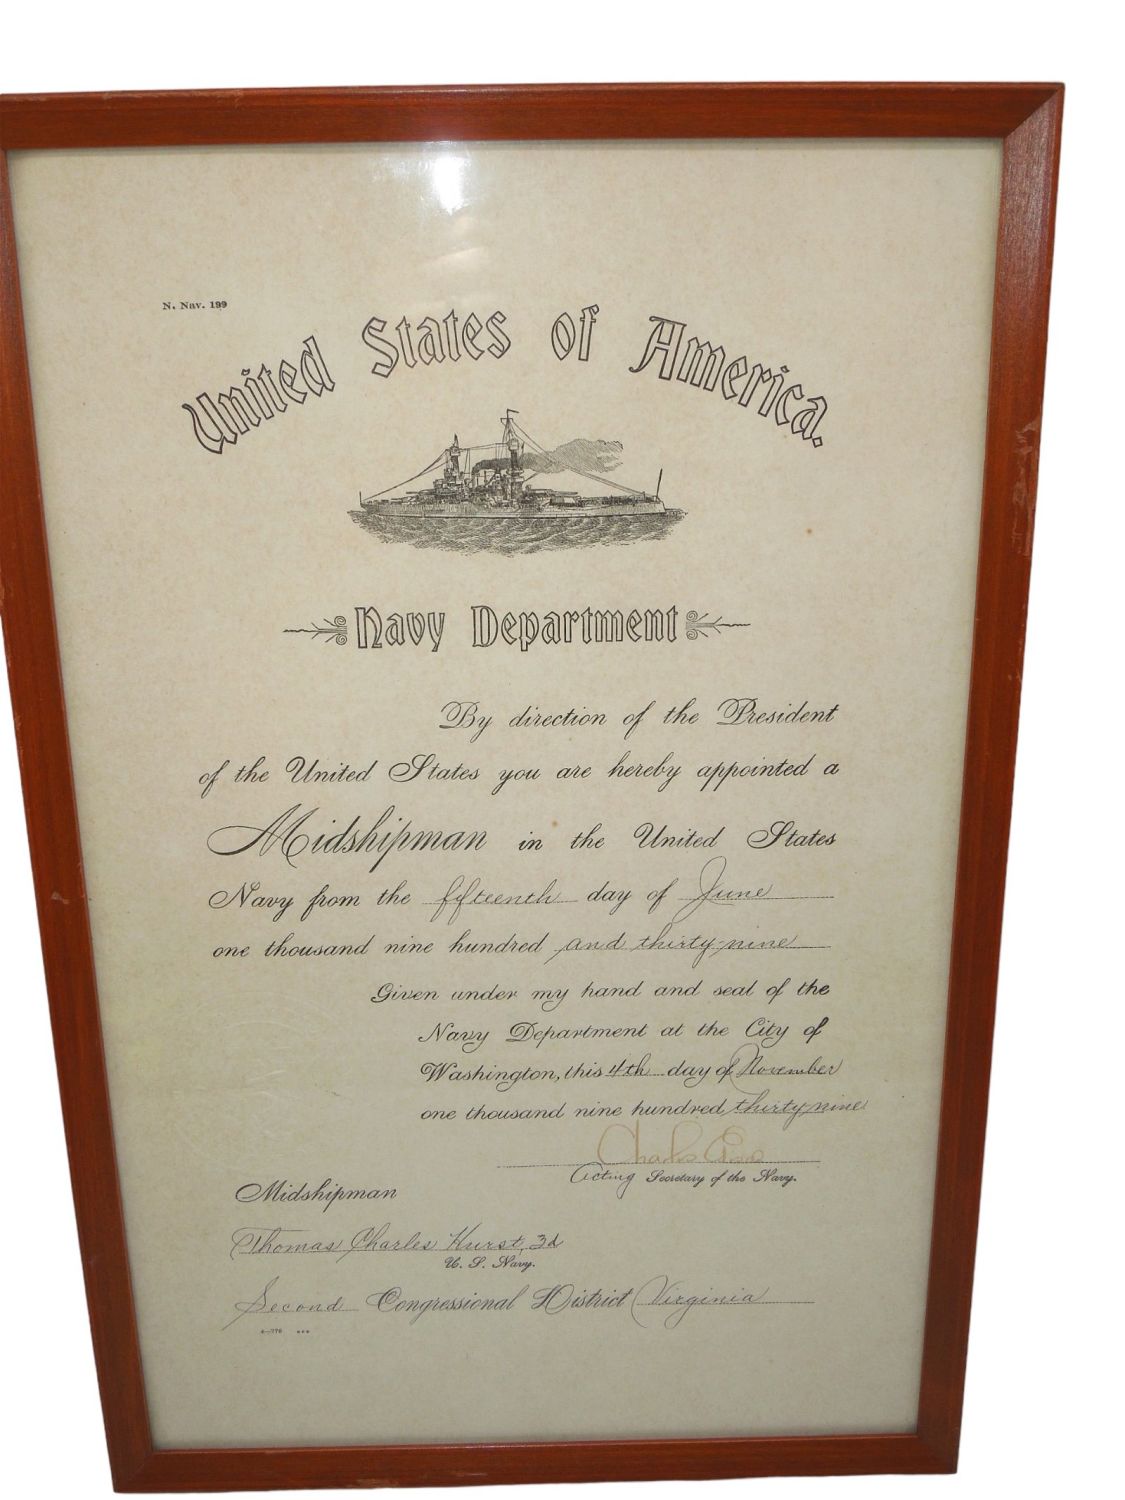 N. Nav. 199
United States of America.
Navy Department
By direction of the President
of the United States you are hereby appointed a
Midshipman in the United States
Navy from the fifteenth day of June
one thousand nine hundred and thirty-nine
Given under my hand and seal of the
Navy Department at the City of
Washington, this 4th day of November
one thousand nine hundred thirty-nine
Charles
Acting Secretary of the Navy.
Midshipman
Thomas Charles Hurst, 3d
U. S. Navy.
Second Congressional District Virginia